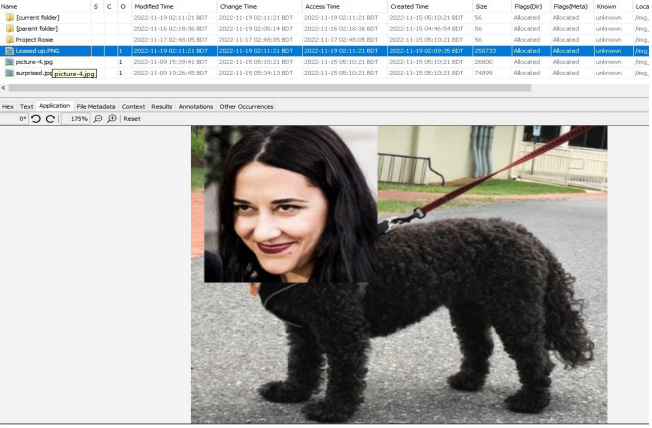 Name S C O Modified Time Change Time Access Time Created Time Size Flags(Dir) Flags(Meta) Known Loca
[current folder] 2022-11-19 02:11:21 BDT 2022-11-19 02:11:21 BDT 2022-11-19 02:11:21 BDT 2022-11-15 05:10:21 BDT 56 Allocated Allocated unknown /img_
[parent folder] 2022-11-16 02:18:36 BDT 2022-11-19 02:05:14 BDT 2022-11-16 02:18:36 BDT 2022-11-15 04:46:54 BDT 56 Allocated Allocated unknown /img_
Project Rosie 2022-11-17 02:48:05 BDT 2022-11-17 02:48:05 BDT 2022-11-17 02:48:05 BDT 2022-11-15 05:10:21 BDT 56 Allocated Allocated unknown /img_
Leased up.PNG 1 2022-11-19 02:11:21 BDT 2022-11-19 02:11:21 BDT 2022-11-19 02:11:21 BDT 2022-11-19 02:09:35 BDT 250733 Allocated Allocated unknown /img_
picture-4.jpg 1 2022-11-09 15:39:41 BDT 2022-11-15 05:10:21 BDT 2022-11-15 05:10:21 BDT 2022-11-15 05:10:21 BDT 26800 Allocated Allocated unknown /img_
surprised.jpg picture-4.jpg 1 2022-11-09 19:26:45 BDT 2022-11-15 05:34:13 BDT 2022-11-15 05:10:21 BDT 2022-11-15 05:10:21 BDT 74899 Allocated Allocated unknown /img_
Hex Text Application File Metadata Context Results Annotations Other Occurrences
0° 175% Reset